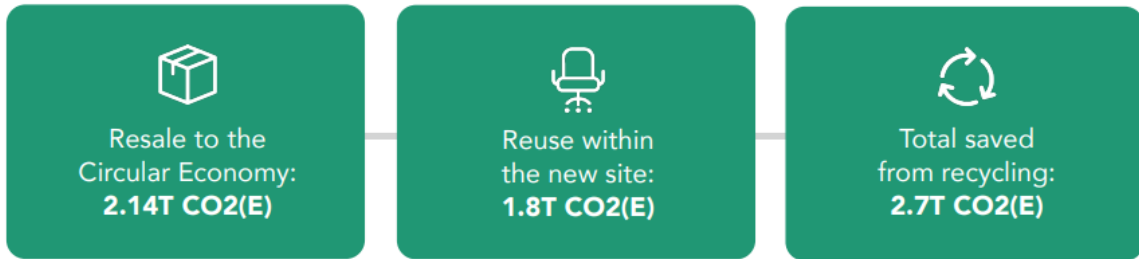 Resale to the
Circular Economy:
2.14T CO2(E)
Reuse within
the new site:
1.8T CO2(E)
Total saved
from recycling:
2.7T CO2(E)